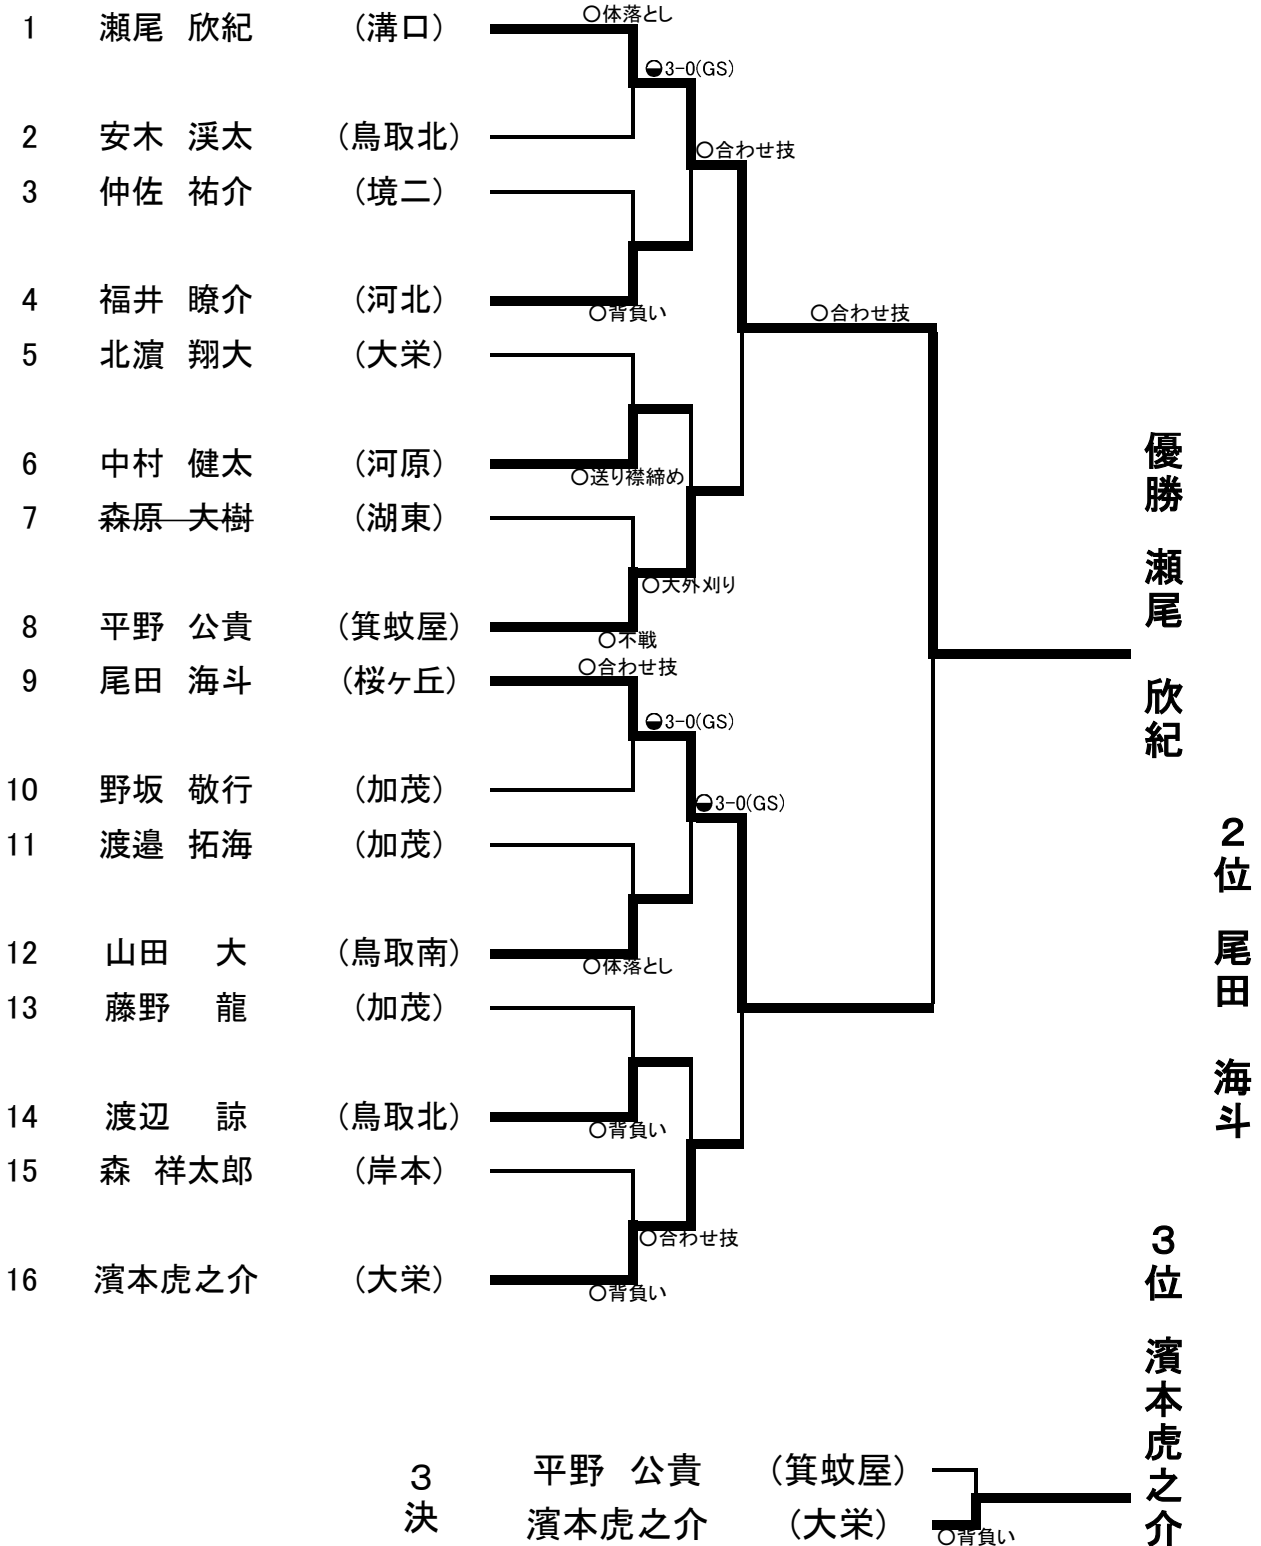 ○体落とし
1 瀬尾 欣紀 (溝口)
◒3-0(GS)
2 安木 渓太 (鳥取北)
○合わせ技
3 仲佐 祐介 (境二)
4 福井 瞭介 (河北)
○背負い
○合わせ技
5 北濵 翔大 (大栄)
6 中村 健太 (河原)
○送り襟締め
7 森原 大樹 (湖東)
○大外刈り
8 平野 公貴 (箕蚊屋)
○不戦
○合わせ技
9 尾田 海斗 (桜ヶ丘)
◒3-0(GS)
10 野坂 敬行 (加茂)
◒3-0(GS)
11 渡邉 拓海 (加茂)
12 山田 大 (鳥取南)
○体落とし
13 藤野 龍 (加茂)
14 渡辺 諒 (鳥取北)
○背負い
15 森 祥太郎 (岸本)
○合わせ技
16 濱本虎之介 (大栄)
○背負い
優勝 瀬尾 欣紀
2位 尾田 海斗
3位 濱本虎之介
3決
平野 公貴 (箕蚊屋)
濱本虎之介 (大栄)
○背負い